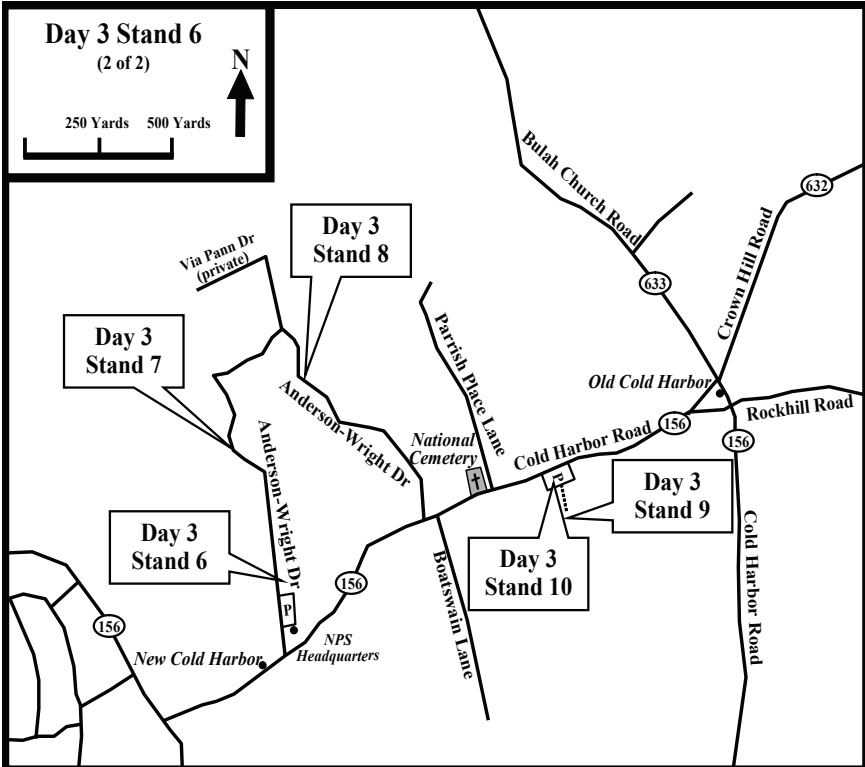 Day 3 Stand 6
(2 of 2)
N
250 Yards
500 Yards
Bulah Church Road
632
Crown Hill Road
Via Pann Dr
(private)
Day 3
Stand 8
633
Day 3
Stand 7
Parrish Place Lane
Old Cold Harbor
Anderson-Wright Dr
Rockhill Road
156
National
Cemetery
Cold Harbor Road
156
Anderson-Wright Dr
P
Day 3
Stand 9
Day 3
Stand 6
Day 3
Stand 10
Cold Harbor Road
156
P
156
Boatswain Lane
NPS
Headquarters
New Cold Harbor